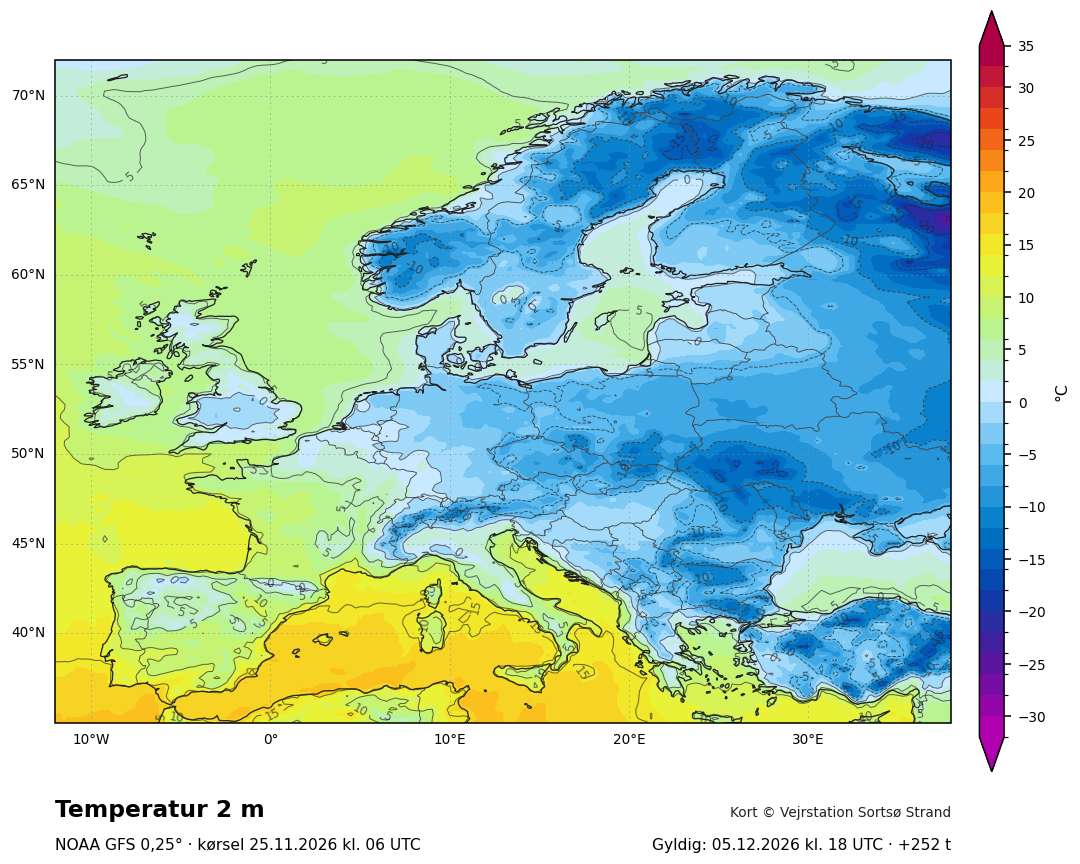 35
30
25
20
15
10
5
0
−5
−10
−15
−20
−25
−30
°C
70°N
65°N
60°N
55°N
50°N
45°N
40°N
10°W
0°
10°E
20°E
30°E
Temperatur 2 m
Kort © Vejrstation Sortsø Strand
NOAA GFS 0,25° · kørsel 25.11.2026 kl. 06 UTC
Gyldig: 05.12.2026 kl. 18 UTC · +252 t